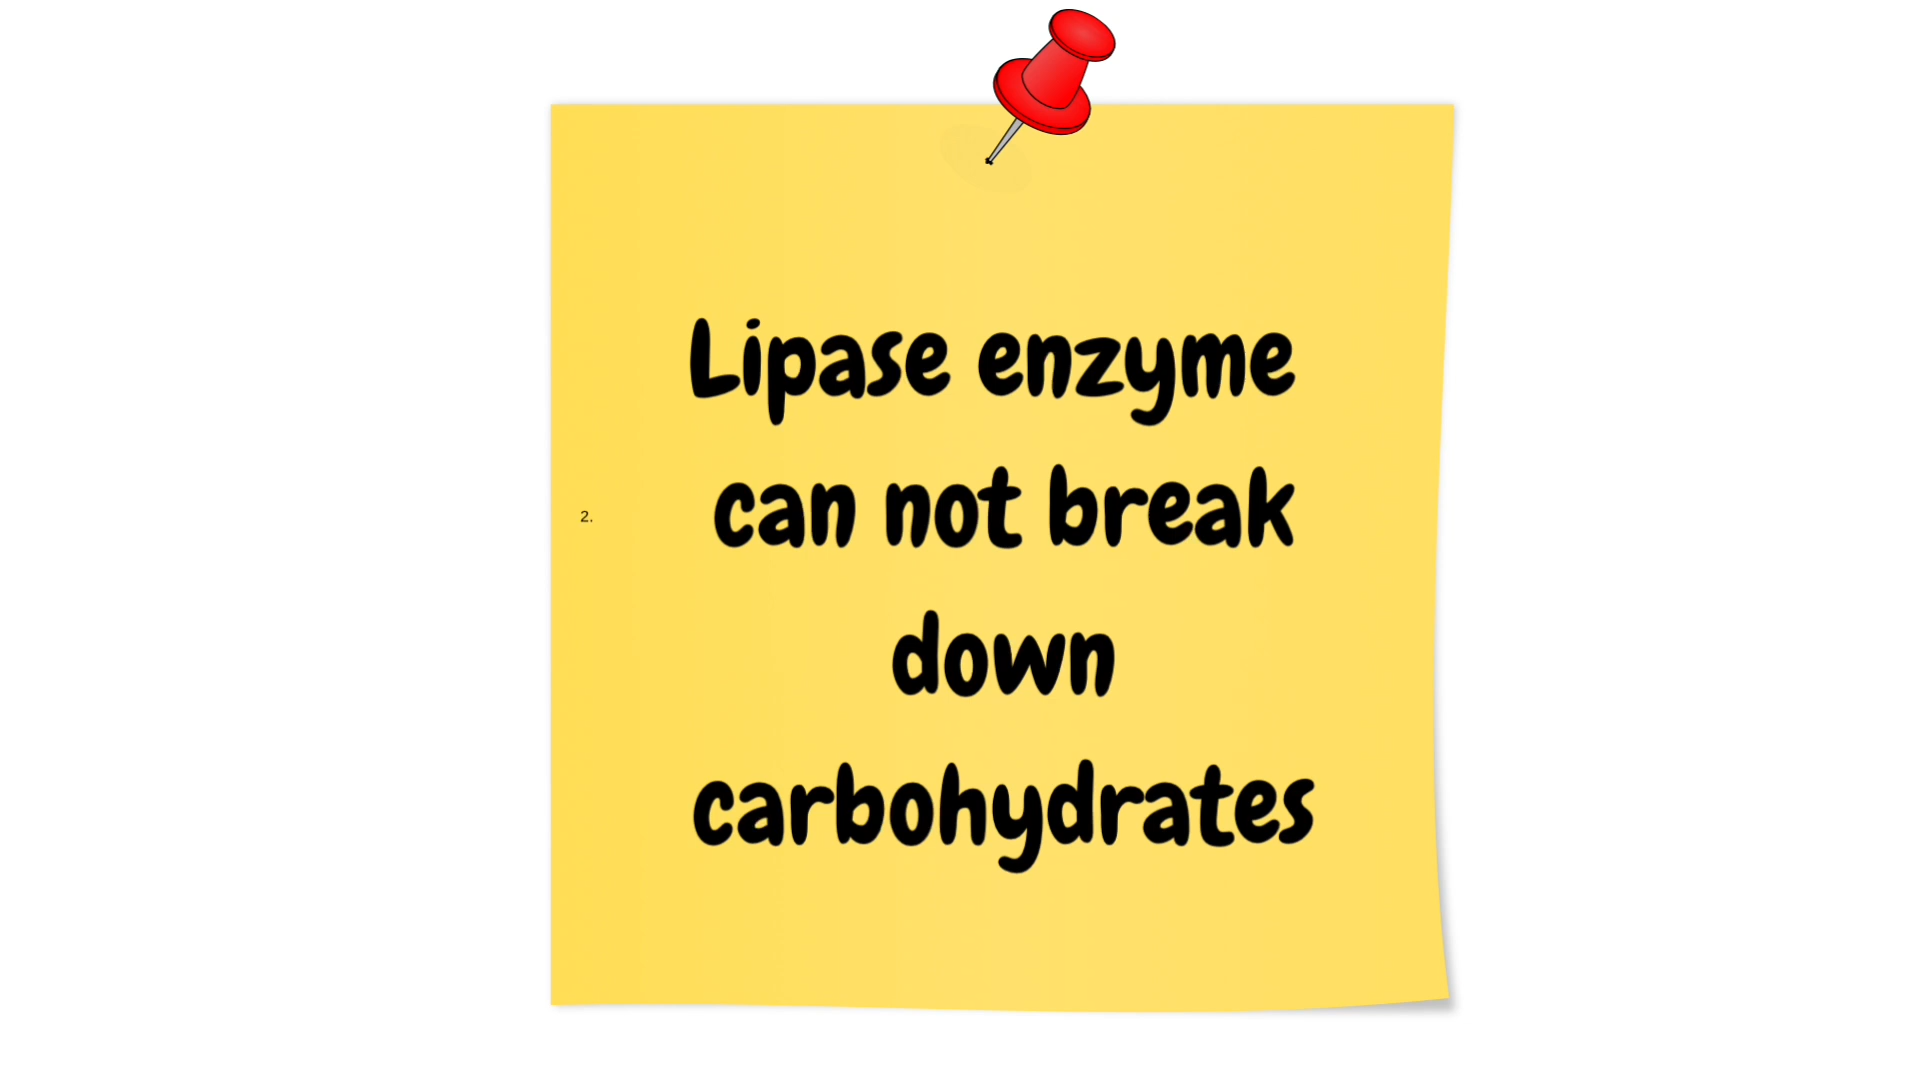 Lipase enzyme
can not break
2.
down
carbohydrates